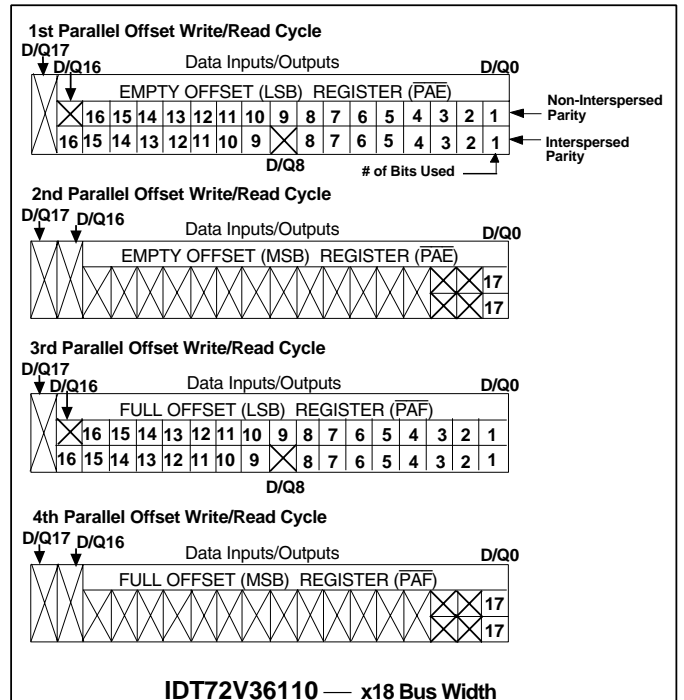 1st Parallel Offset Write/Read Cycle
D/Q17
D/Q16
Data Inputs/Outputs
D/Q0
EMPTY OFFSET (LSB) REGISTER (PAE)
16 15 14 13 12 11 10 9 8 7 6 5 4 3 2 1
Non-Interspersed
Parity
16 15 14 13 12 11 10 9 8 7 6 5 4 3 2 1
Interspersed
Parity
D/Q8
# of Bits Used
2nd Parallel Offset Write/Read Cycle
D/Q17
D/Q16
Data Inputs/Outputs
D/Q0
EMPTY OFFSET (MSB) REGISTER (PAE)
17
17
3rd Parallel Offset Write/Read Cycle
D/Q17
D/Q16
Data Inputs/Outputs
D/Q0
FULL OFFSET (LSB) REGISTER (PAF)
16 15 14 13 12 11 10 9 8 7 6 5 4 3 2 1
16 15 14 13 12 11 10 9 8 7 6 5 4 3 2 1
D/Q8
4th Parallel Offset Write/Read Cycle
D/Q17
D/Q16
Data Inputs/Outputs
D/Q0
FULL OFFSET (MSB) REGISTER (PAF)
17
17
IDT72V36110 — x18 Bus Width